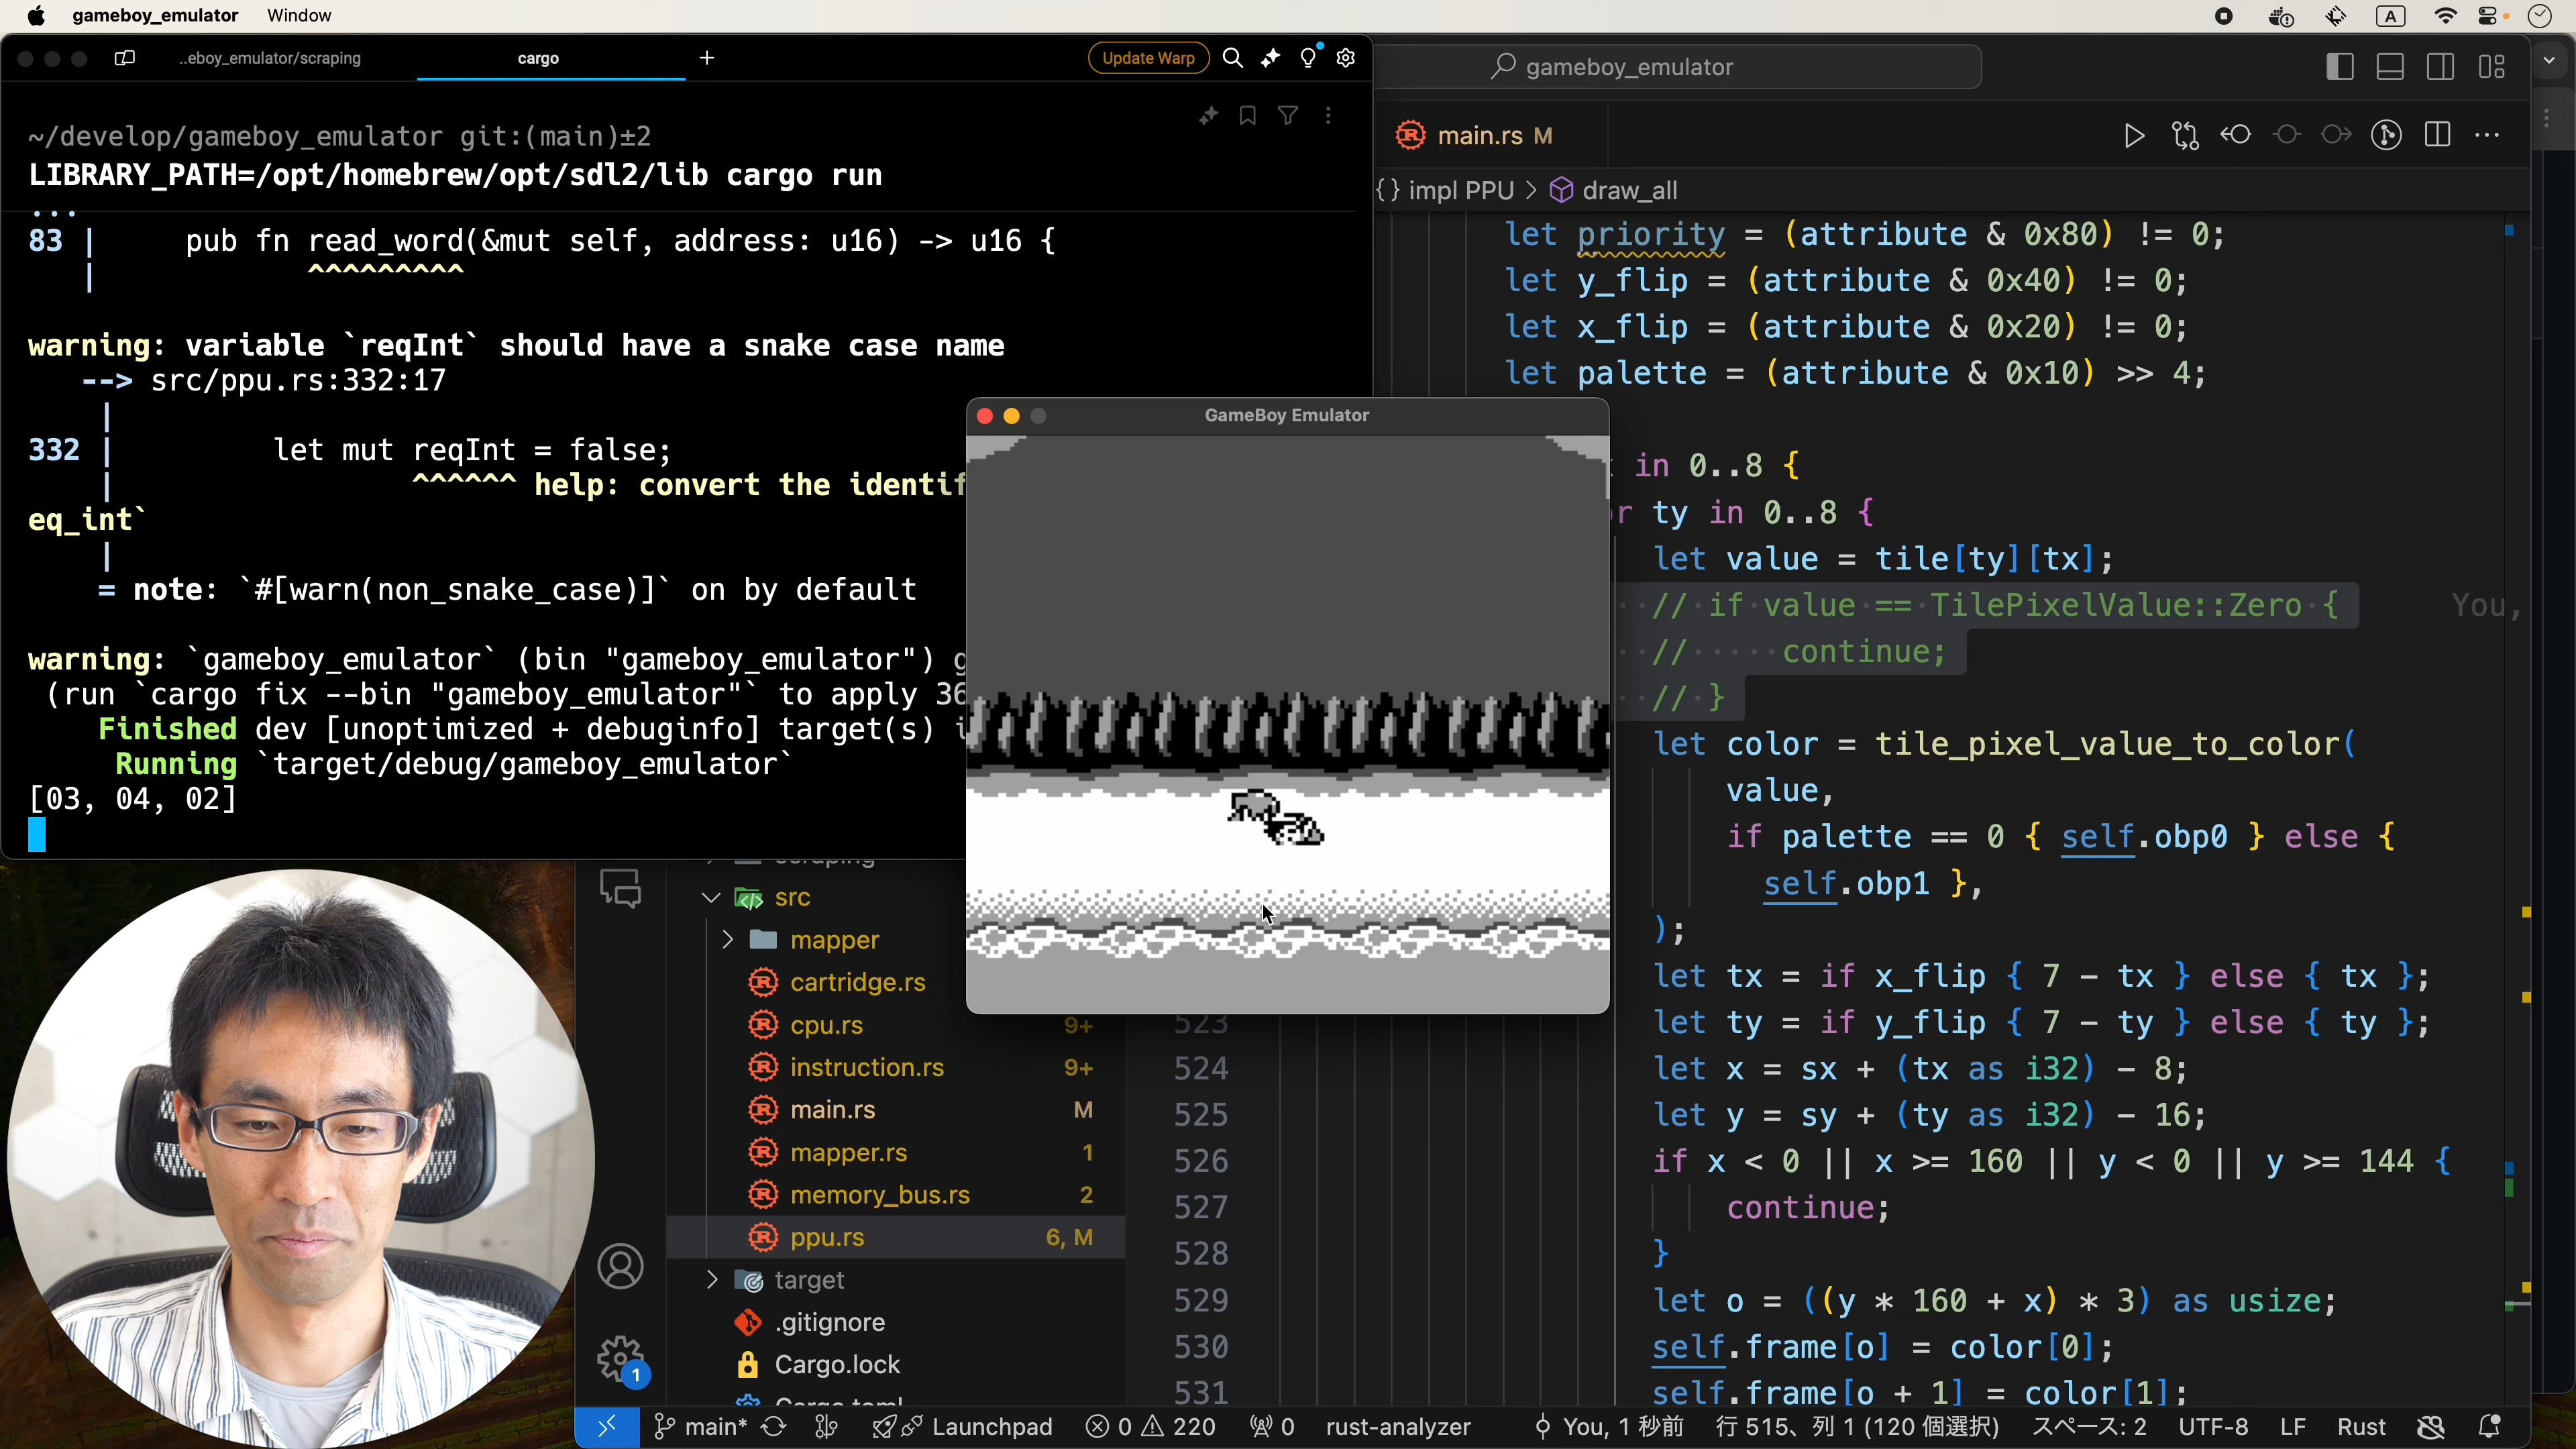 gameboy_emulator Window
A
..eboy_emulator/scraping
cargo
Update Warp
~/develop/gameboy_emulator git:(main)±2
LIBRARY_PATH=/opt/homebrew/opt/sdl2/lib cargo run
...
83 | pub fn read_word(&mut self, address: u16) -> u16 {
| ^^^^^^^^^
warning: variable `reqInt` should have a snake case name
--> src/ppu.rs:332:17
|
332 | let mut reqInt = false;
| ^^^^^^ help: convert the identif
eq_int`
|
= note: `#[warn(non_snake_case)]` on by default
warning: `gameboy_emulator` (bin "gameboy_emulator") g
(run `cargo fix --bin "gameboy_emulator"` to apply 36
Finished dev [unoptimized + debuginfo] target(s) i
Running `target/debug/gameboy_emulator`
[03, 04, 02]
GameBoy Emulator
gameboy_emulator
main.rs M
{} impl PPU > draw_all
let priority = (attribute & 0x80) != 0;
let y_flip = (attribute & 0x40) != 0;
let x_flip = (attribute & 0x20) != 0;
let palette = (attribute & 0x10) >> 4;
in 0..8 {
r ty in 0..8 {
let value = tile[ty][tx];
// if value == TilePixelValue::Zero { You,
// continue;
// }
let color = tile_pixel_value_to_color(
value,
if palette == 0 { self.obp0 } else {
self.obp1 },
);
let tx = if x_flip { 7 - tx } else { tx };
let ty = if y_flip { 7 - ty } else { ty };
let x = sx + (tx as i32) - 8;
let y = sy + (ty as i32) - 16;
if x < 0 || x >= 160 || y < 0 || y >= 144 {
continue;
}
let o = ((y * 160 + x) * 3) as usize;
self.frame[o] = color[0];
self.frame[o + 1] = color[1];
523
524
525
526
527
528
529
530
531
scraping
src
mapper
cartridge.rs
cpu.rs 9+
instruction.rs 9+
main.rs M
mapper.rs 1
memory_bus.rs 2
ppu.rs 6, M
target
.gitignore
Cargo.lock
Cargo.toml
1
main* Launchpad 0 220 0 rust-analyzer You, 1 秒前 行 515、列 1 (120 個選択) スペース: 2 UTF-8 LF Rust